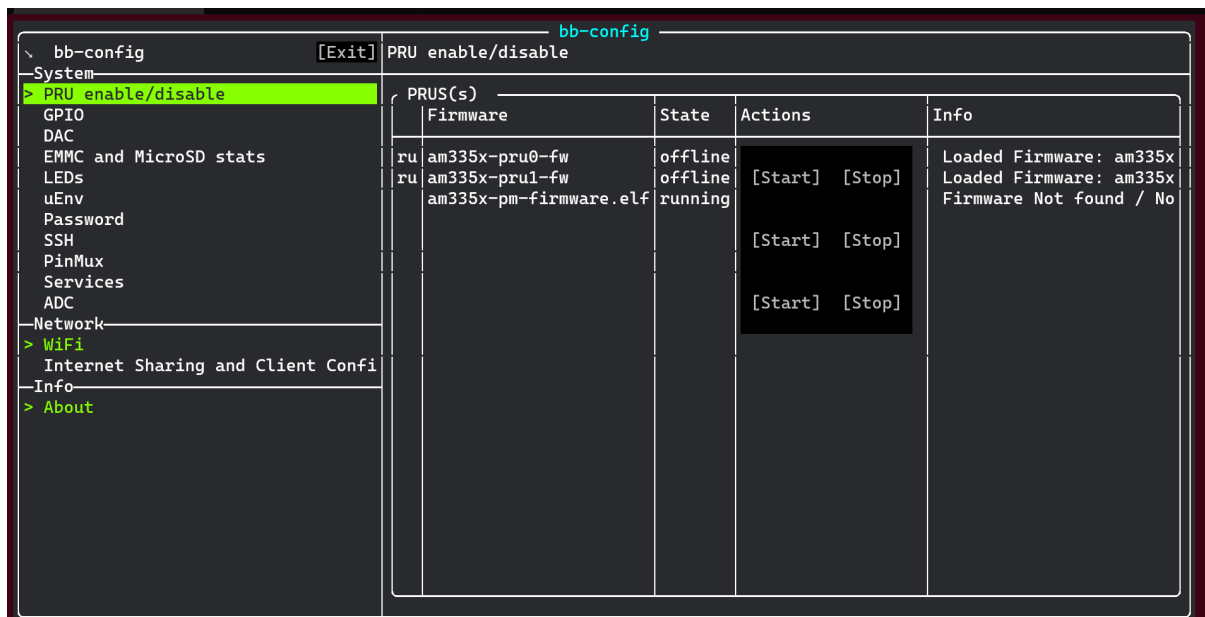 bb-config
bb-config [Exit] PRU enable/disable
System
> PRU enable/disable
PRUS(s)
GPIO Firmware State Actions Info
DAC
EMMC and MicroSD stats ru am335x-pru0-fw offline Loaded Firmware: am335x
LEDs ru am335x-pru1-fw offline [Start] [Stop] Loaded Firmware: am335x
uEnv am335x-pm-firmware.elf running Firmware Not found / No
Password
SSH [Start] [Stop]
PinMux
Services
ADC [Start] [Stop]
Network
> WiFi
Internet Sharing and Client Confi
Info
> About